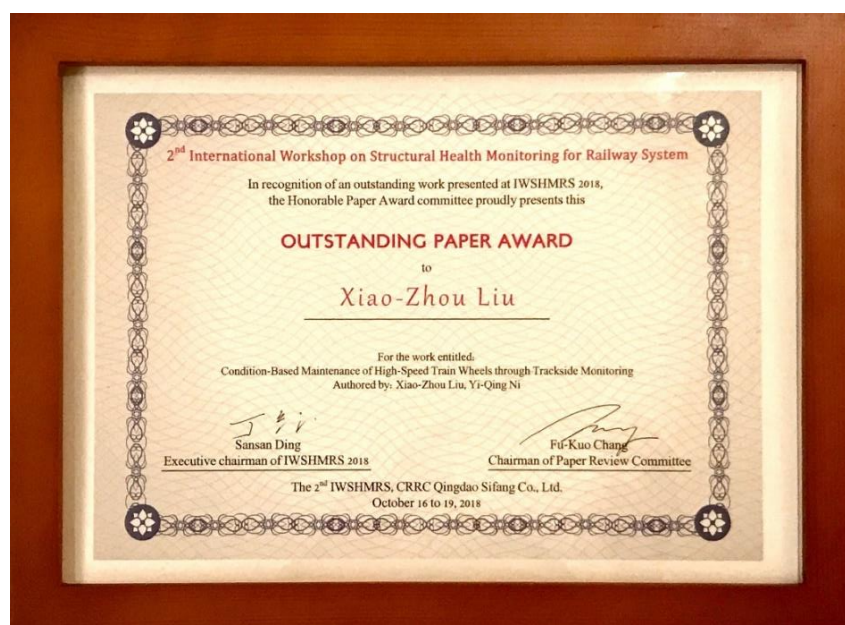 2nd International Workshop on Structural Health Monitoring for Railway System
In recognition of an outstanding work presented at IWSHMRS 2018,
the Honorable Paper Award committee proudly presents this
OUTSTANDING PAPER AWARD
to
Xiao-Zhou Liu
For the work entitled:
Condition-Based Maintenance of High-Speed Train Wheels through Trackside Monitoring
Authored by: Xiao-Zhou Liu, Yi-Qing Ni
Sansan Ding
Executive chairman of IWSHMRS 2018
Fu-Kuo Chang
Chairman of Paper Review Committee
The 2nd IWSHMRS, CRRC Qingdao Sifang Co., Ltd.
October 16 to 19, 2018